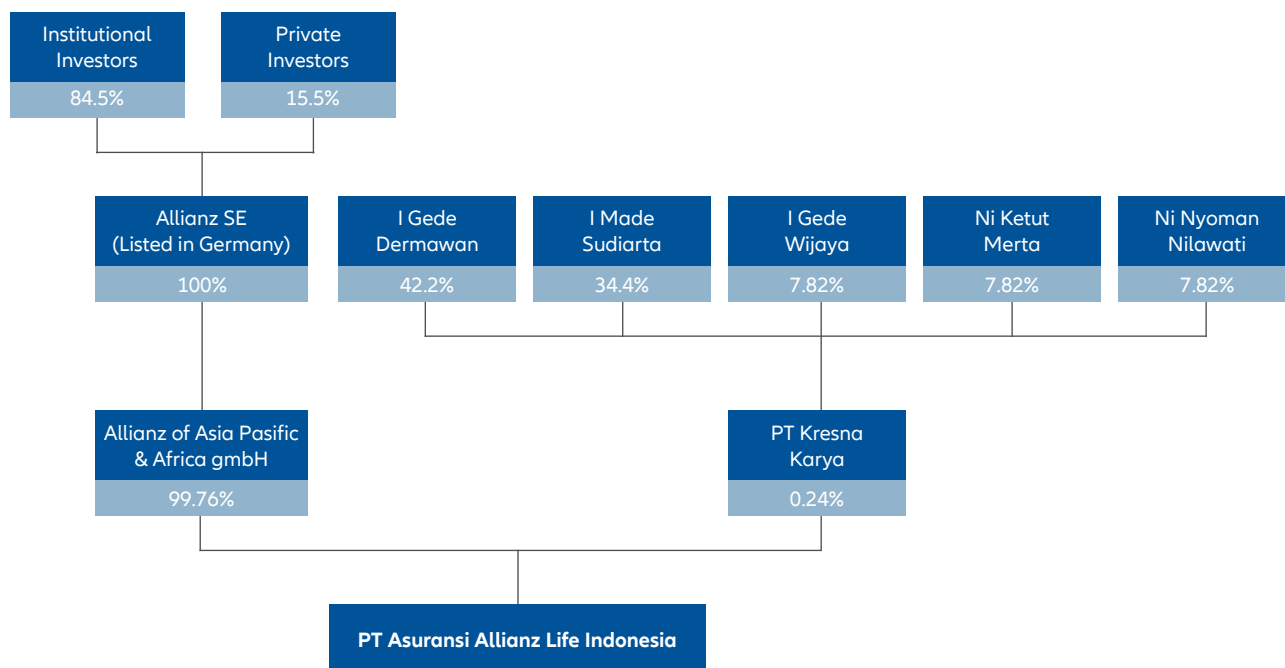 Institutional
Investors
84.5%
Private
Investors
15.5%
Allianz SE
(Listed in Germany)
100%
I Gede
Dermawan
42.2%
I Made
Sudiarta
34.4%
I Gede
Wijaya
7.82%
Ni Ketut
Merta
7.82%
Ni Nyoman
Nilawati
7.82%
Allianz of Asia Pasific
& Africa gmbH
99.76%
PT Kresna
Karya
0.24%
PT Asuransi Allianz Life Indonesia